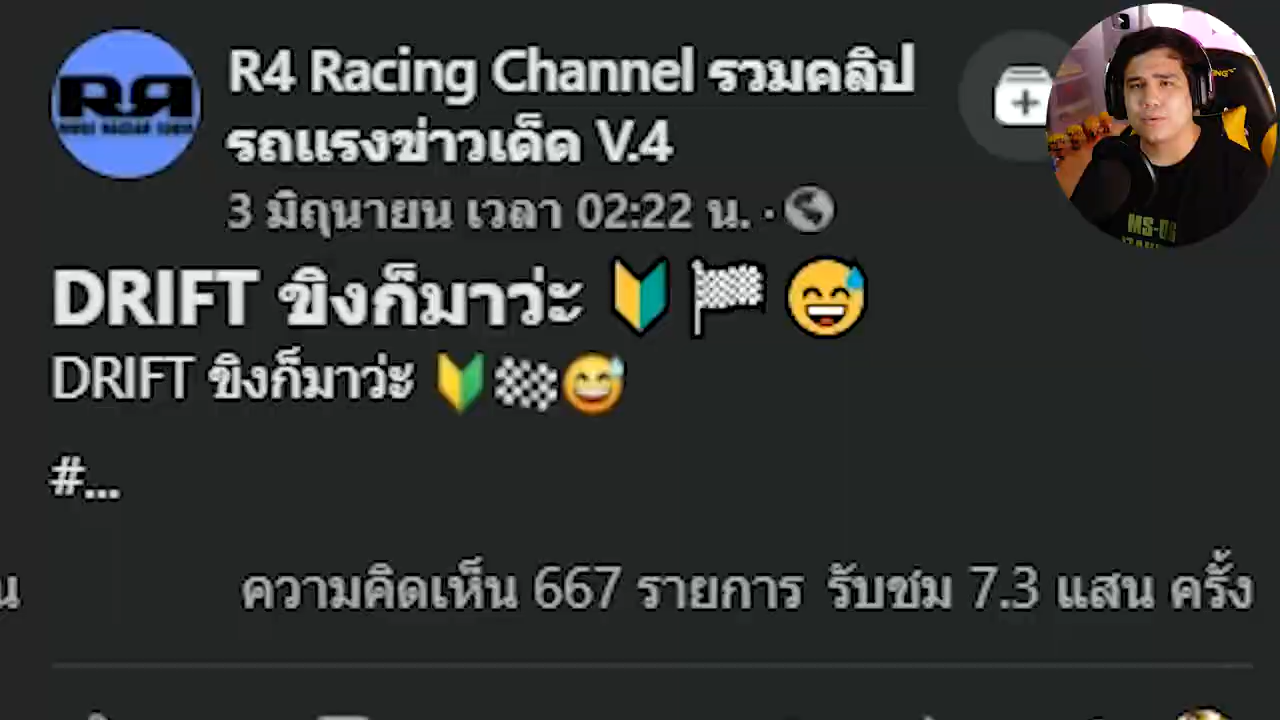 R4 Racing Channel รวมคลิป
รถแรงข่าวเด็ด V.4
3 มิถุนายน เวลา 02:22 น. ·
DRIFT ขิงก็มาว่ะ 🔰 🏁 😅
DRIFT ขิงก็มาว่ะ 🔰🏁😅
#...
น ความคิดเห็น 667 รายการ รับชม 7.3 แสน ครั้ง